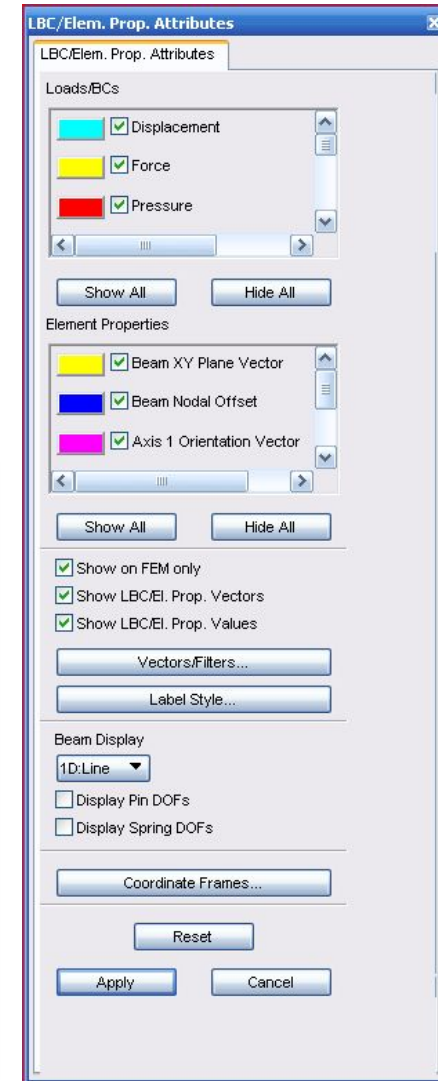 LBC/Elem. Prop. Attributes
LBC/Elem. Prop. Attributes
Loads/BCs
Displacement
Force
Pressure
Show All Hide All
Element Properties
Beam XY Plane Vector
Beam Nodal Offset
Axis 1 Orientation Vector
Show All Hide All
Show on FEM only
Show LBC/El. Prop. Vectors
Show LBC/El. Prop. Values
Vectors/Filters...
Label Style...
Beam Display
1D:Line
Display Pin DOFs
Display Spring DOFs
Coordinate Frames...
Reset
Apply Cancel